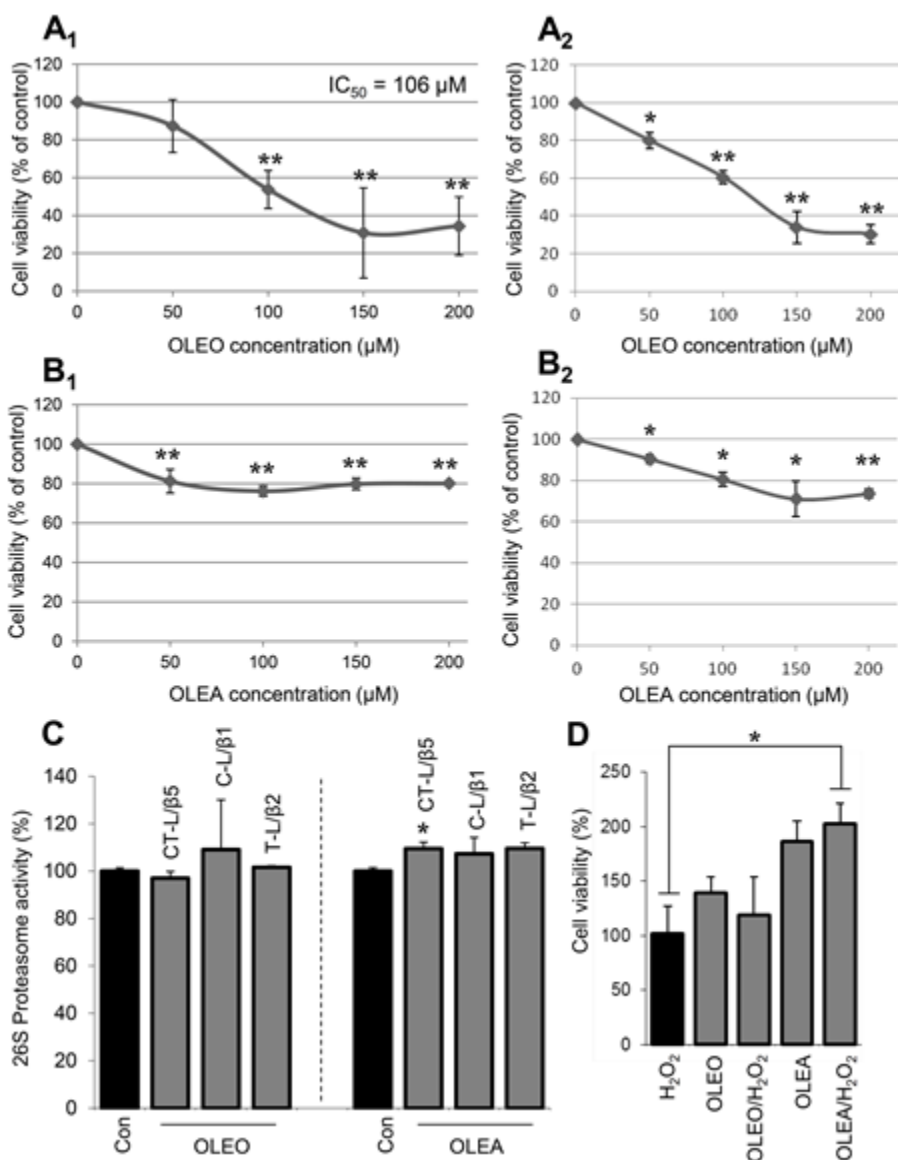 A₁
120
100
80
60
40
20
0
Cell viability (% of control)
IC₅₀ = 106 µM
**
**
**
0 50 100 150 200
OLEO concentration (µM)
A₂
120
100
80
60
40
20
0
Cell viability (% of control)
*
**
**
**
0 50 100 150 200
OLEO concentration (µM)
B₁
120
100
80
60
40
20
0
Cell viability (% of control)
** ** ** **
0 50 100 150 200
OLEA concentration (µM)
B₂
120
100
80
60
40
20
0
Cell viability (% of control)
* * * **
0 50 100 150 200
OLEA concentration (µM)
C
140
120
100
80
60
40
20
0
26S Proteasome activity (%)
CT-L/β5
C-L/β1
T-L/β2
* CT-L/β5
C-L/β1
T-L/β2
Con
OLEO
Con
OLEA
D
250
200
150
100
50
0
Cell viability (%)
*
H₂O₂
OLEO
OLEO/H₂O₂
OLEA
OLEA/H₂O₂